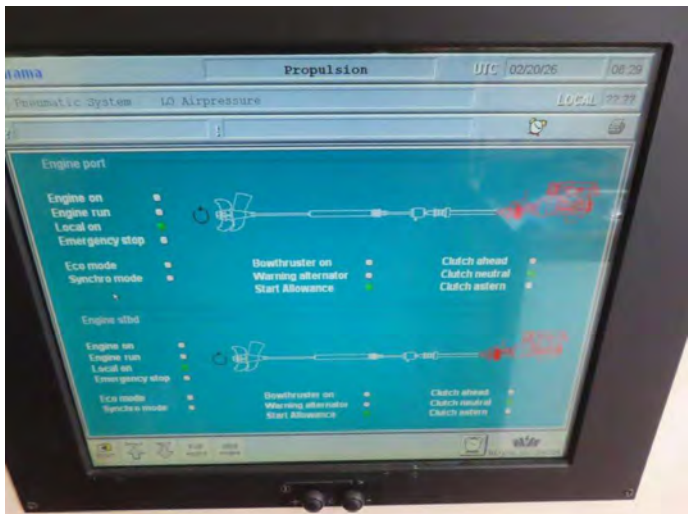 rama
Propulsion
UTC 02/20/26 06:29
Pneumatic System LO Airpressure
LOCAL ??:??
Engine port
Engine on
Engine run
Local on
Emergency stop
Eco mode
Synchro mode
Bowthruster on
Warning alternator
Start Allowance
Clutch ahead
Clutch neutral
Clutch astern
Engine stbd
Engine on
Engine run
Local on
Emergency stop
Eco mode
Synchro mode
Bowthruster on
Warning alternator
Start Allowance
Clutch ahead
Clutch neutral
Clutch astern